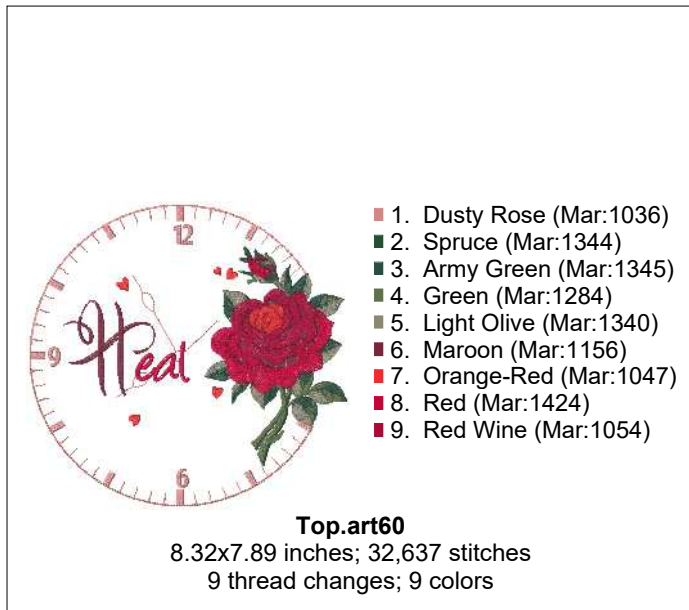 12
9
Heat
6
1. Dusty Rose (Mar:1036)
2. Spruce (Mar:1344)
3. Army Green (Mar:1345)
4. Green (Mar:1284)
5. Light Olive (Mar:1340)
6. Maroon (Mar:1156)
7. Orange-Red (Mar:1047)
8. Red (Mar:1424)
9. Red Wine (Mar:1054)
Top.art60
8.32x7.89 inches; 32,637 stitches
9 thread changes; 9 colors